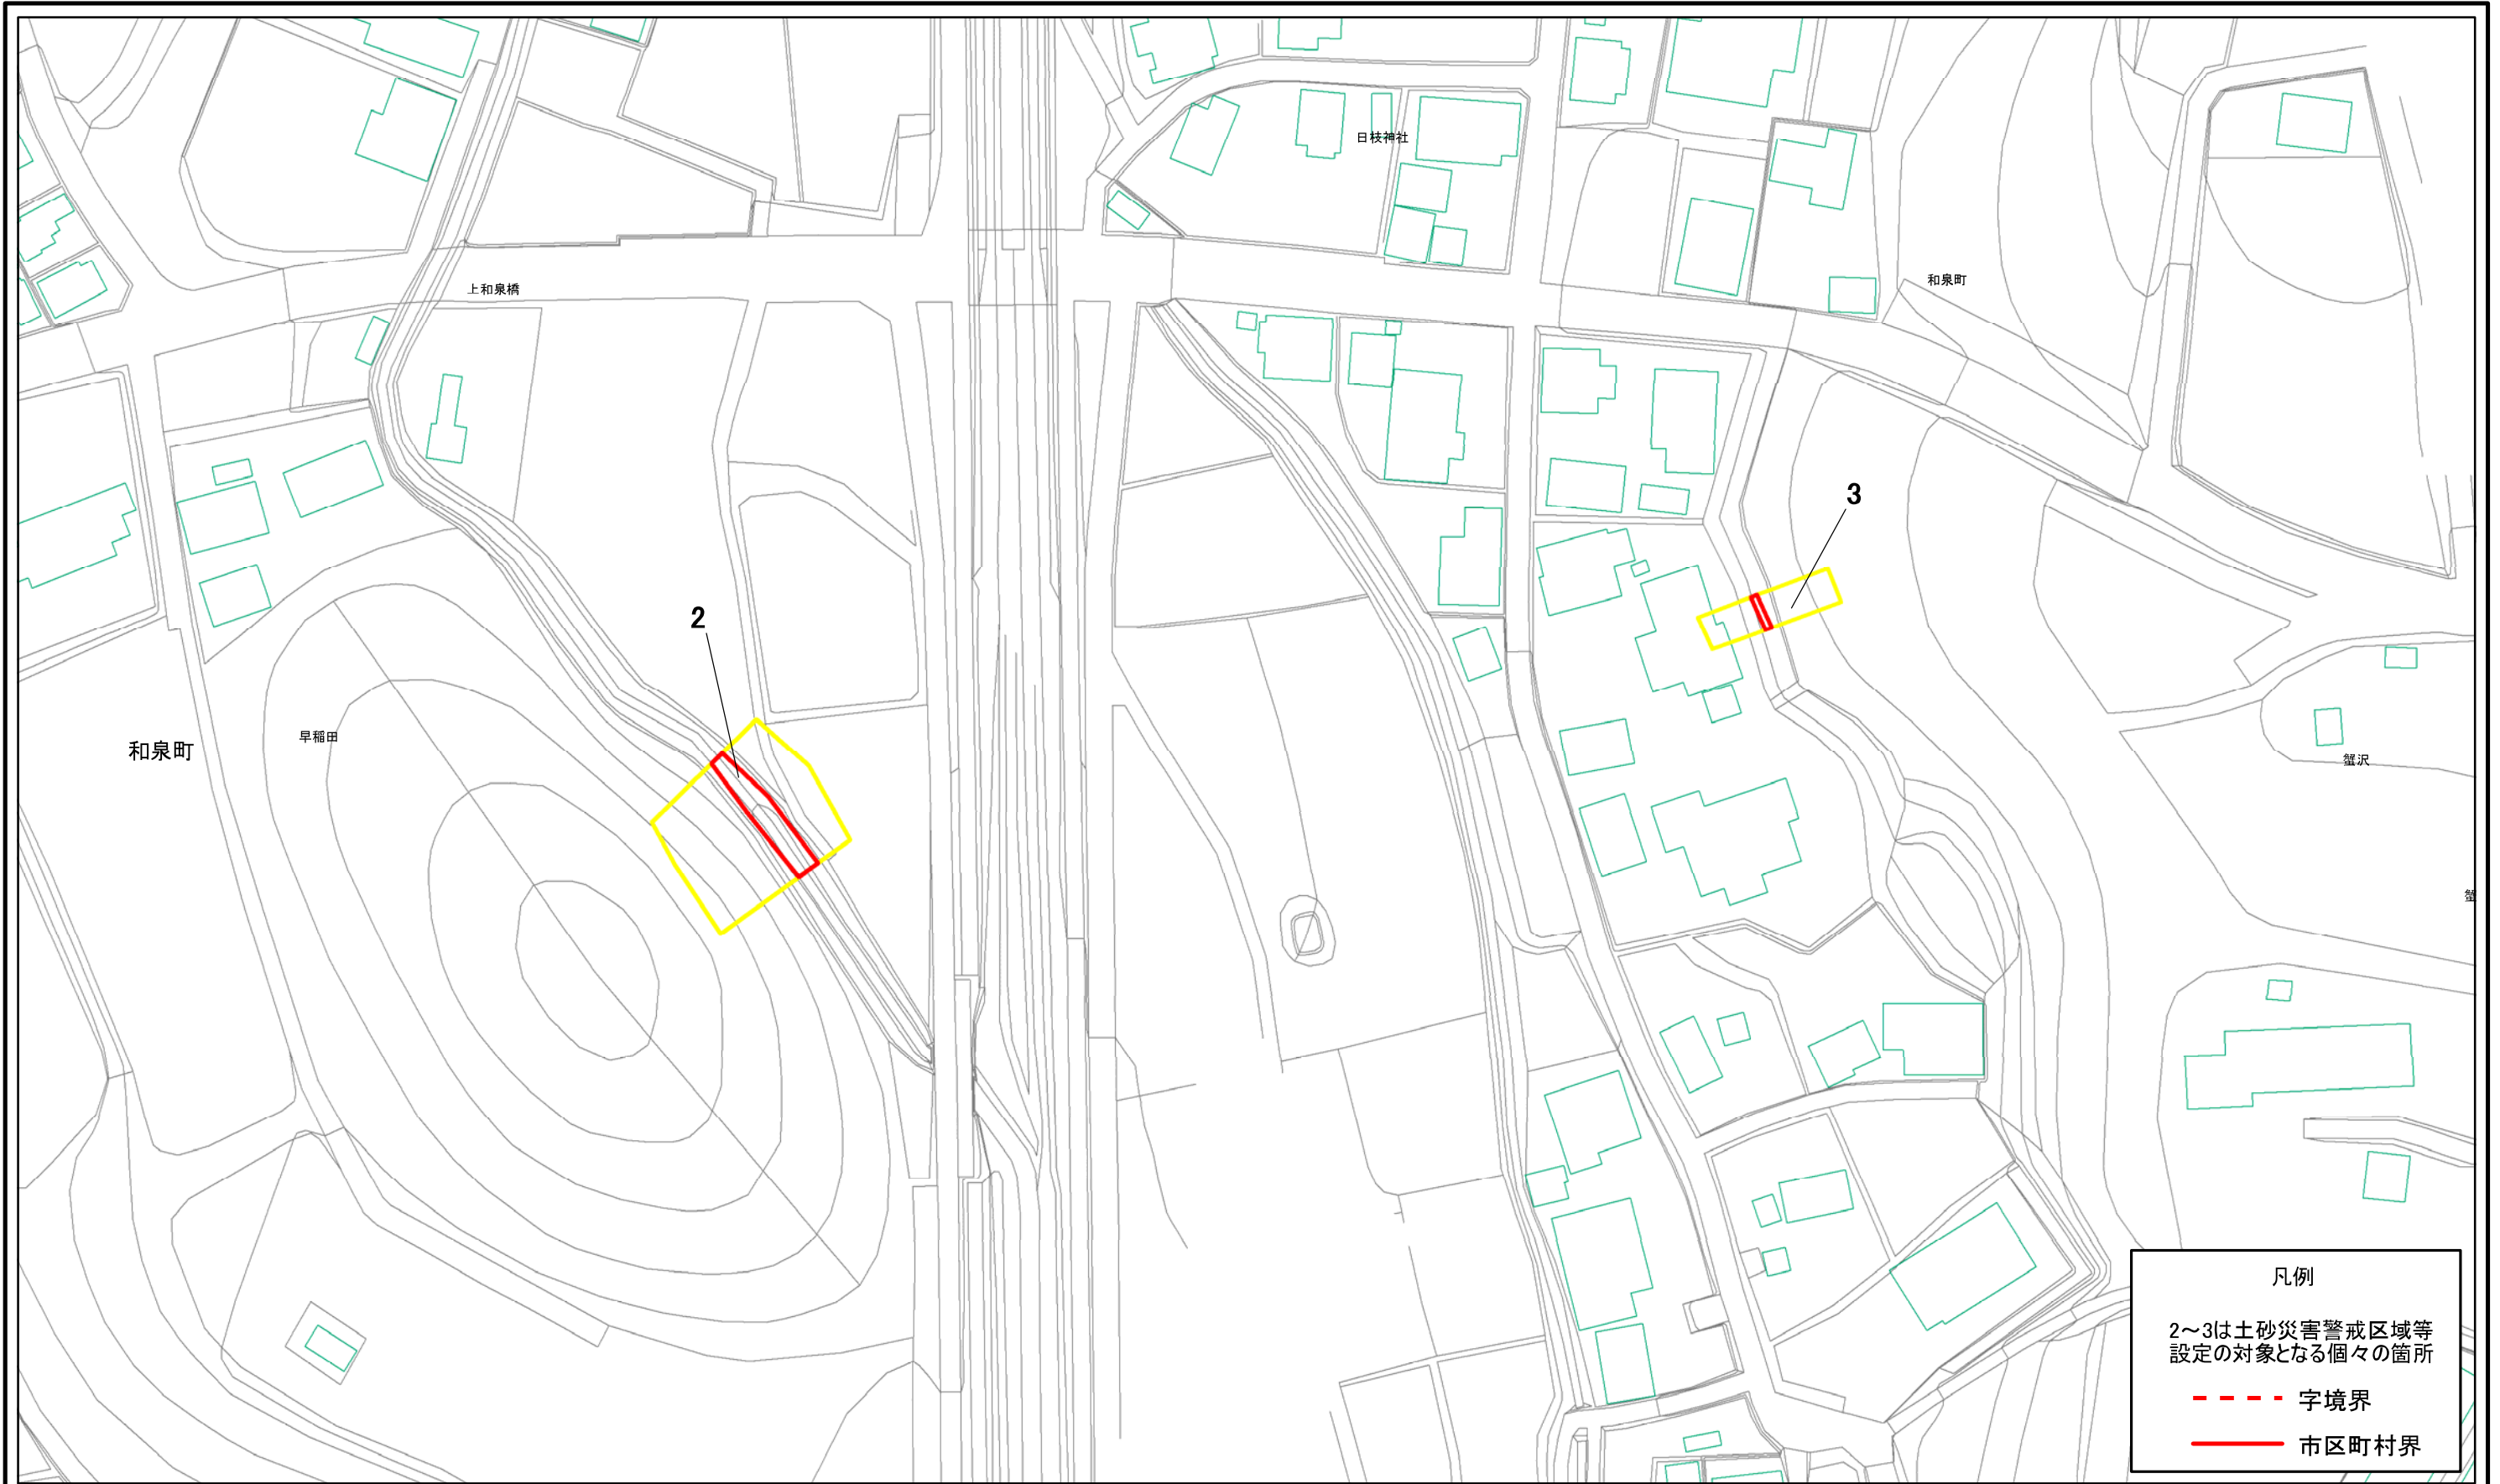 日枝神社
和泉町
上和泉橋
3
2
早稲田
和泉町
蟹沢
蟹
凡例
2～3は土砂災害警戒区域等
設定の対象となる個々の箇所
字境界
市区町村界